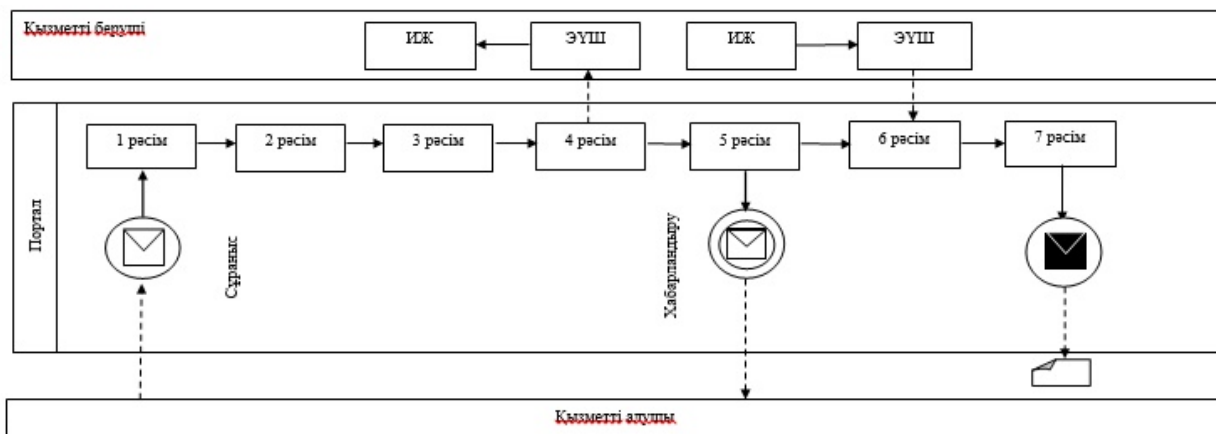 Қызметті беруші
ИЖ
ЭҮШ
ИЖ
ЭҮШ
Портал
1 рәсім
2 рәсім
3 рәсім
4 рәсім
5 рәсім
6 рәсім
7 рәсім
Сұраныс
Хабарландыру
Қызметті алушы